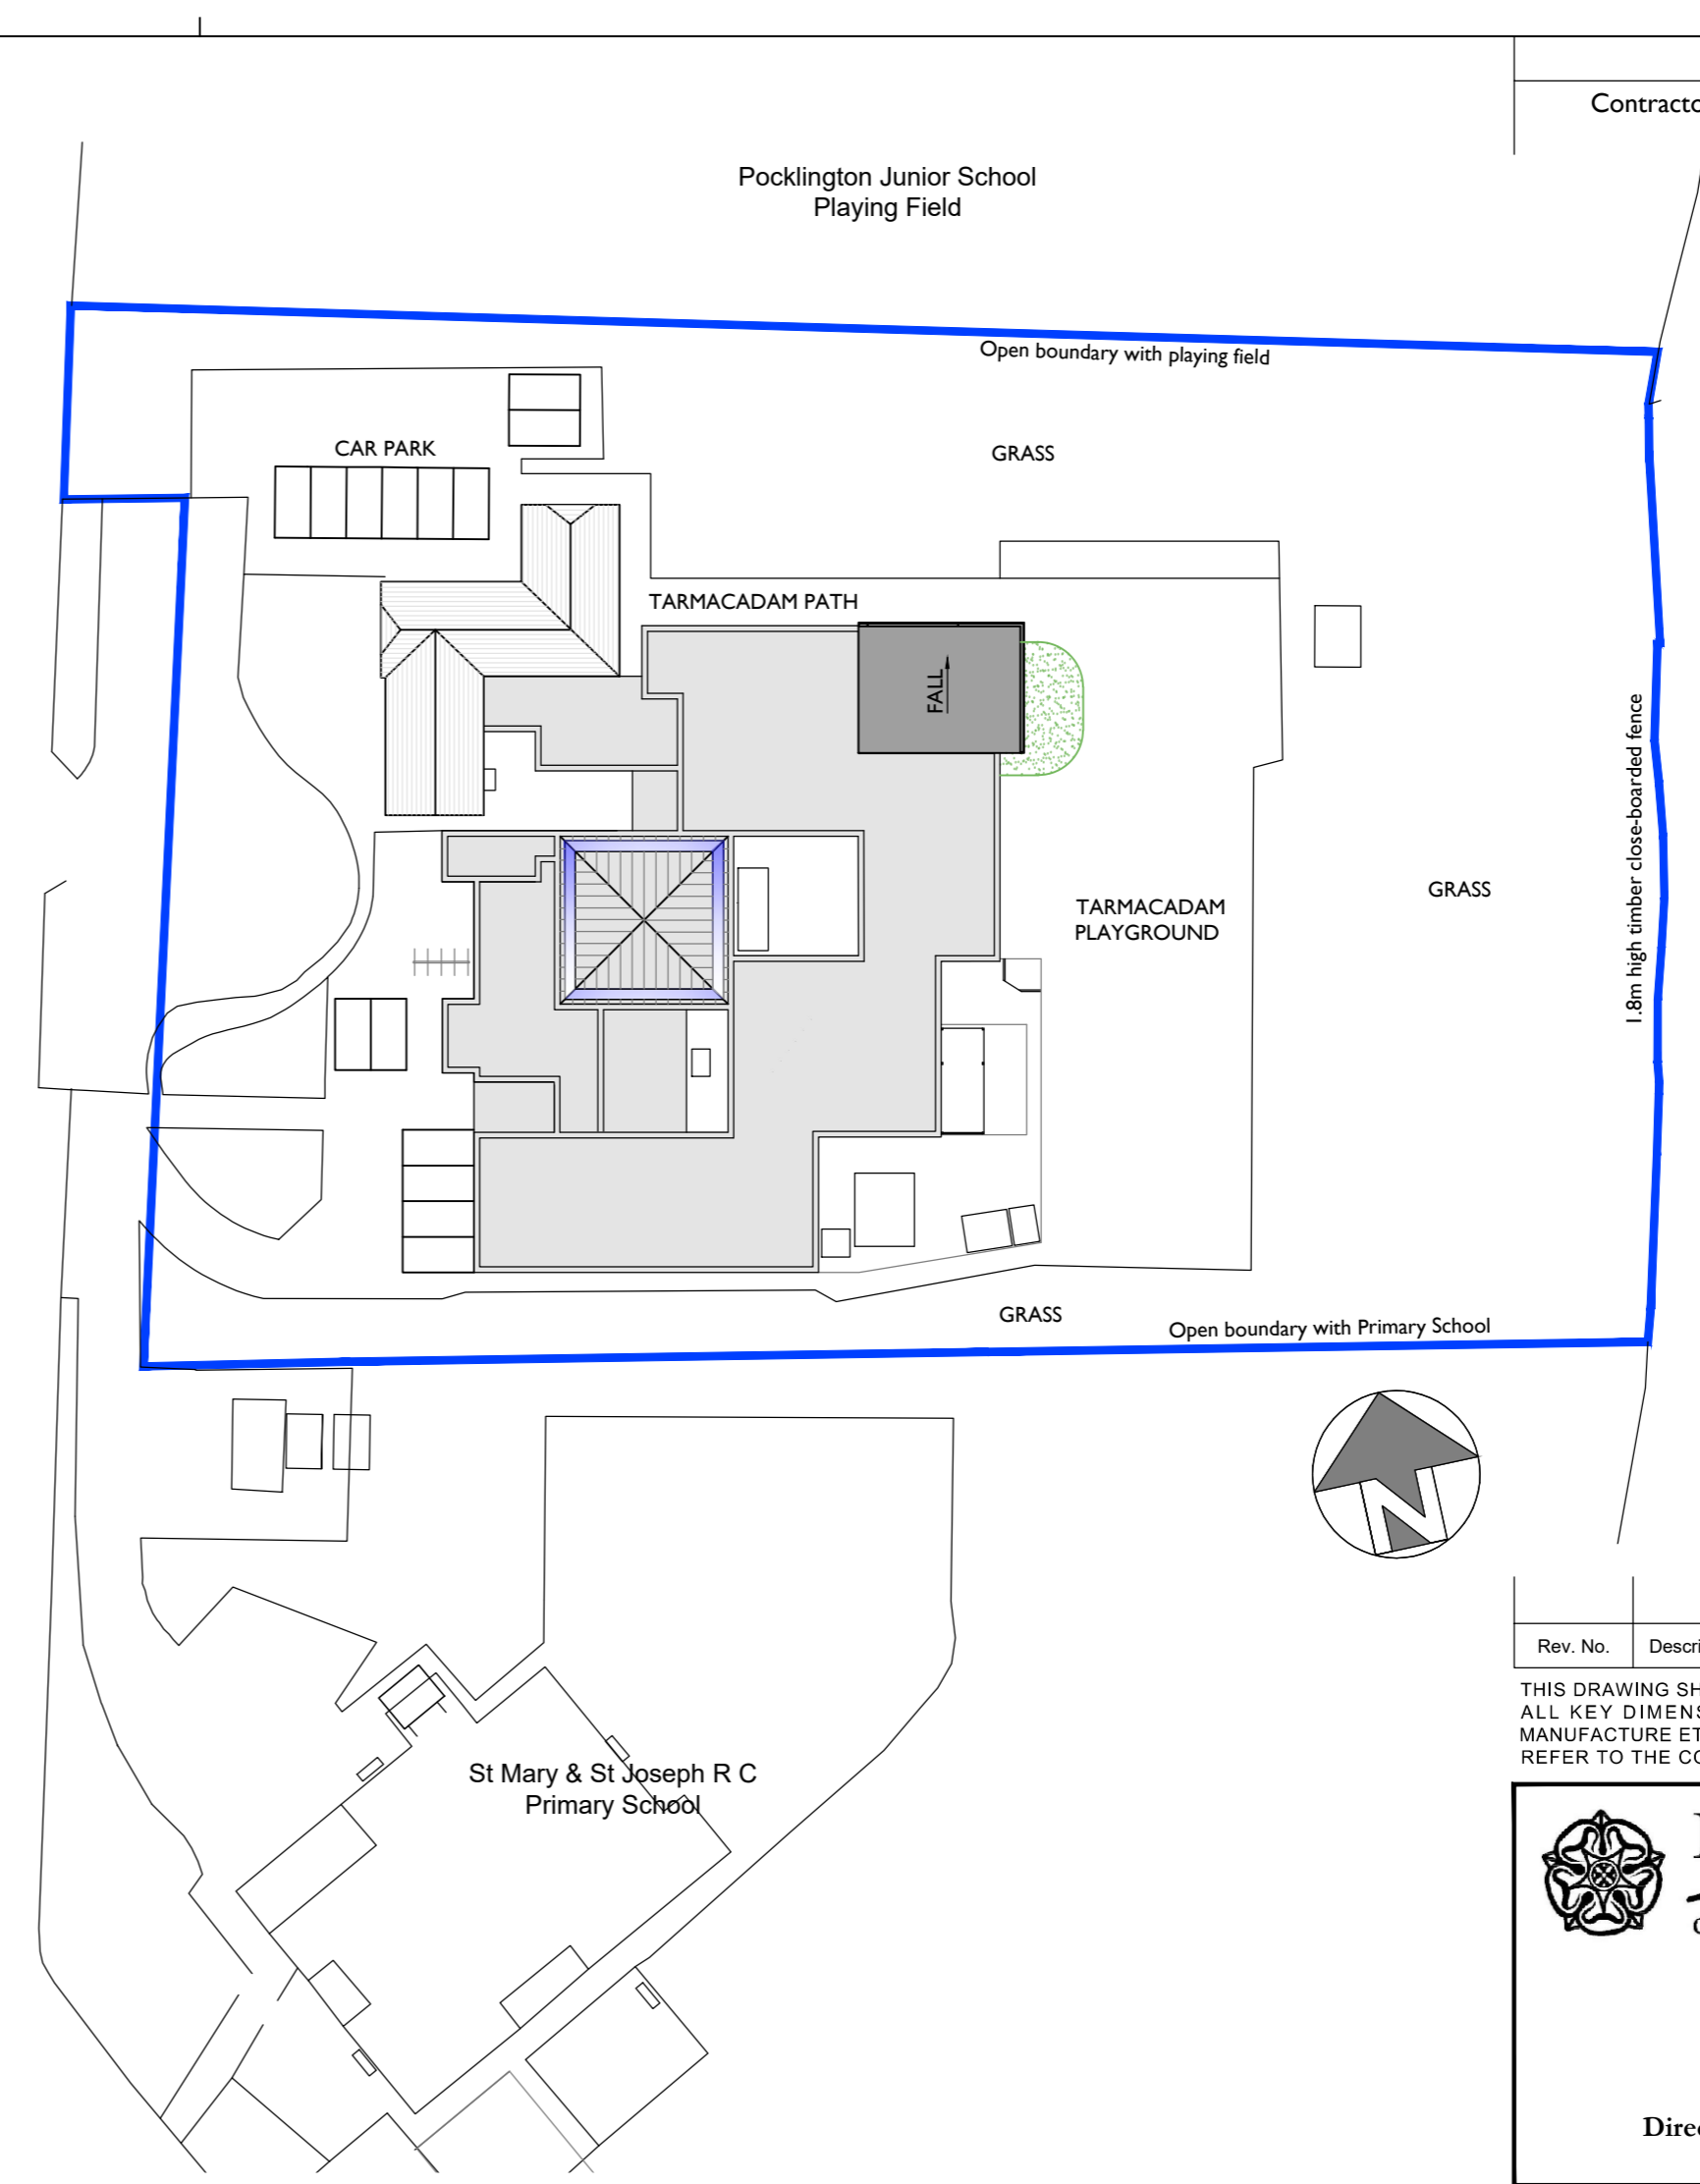 Contracto
Pocklington Junior School
Playing Field
Open boundary with playing field
CAR PARK
GRASS
TARMACADAM PATH
FALL
1.8m high timber close-boarded fence
GRASS
TARMACADAM
PLAYGROUND
GRASS
Open boundary with Primary School
N
Rev. No.
Descri
THIS DRAWING SH
ALL KEY DIMENS
MANUFACTURE ET
REFER TO THE CO
St Mary & St Joseph R C
Primary School
Direc